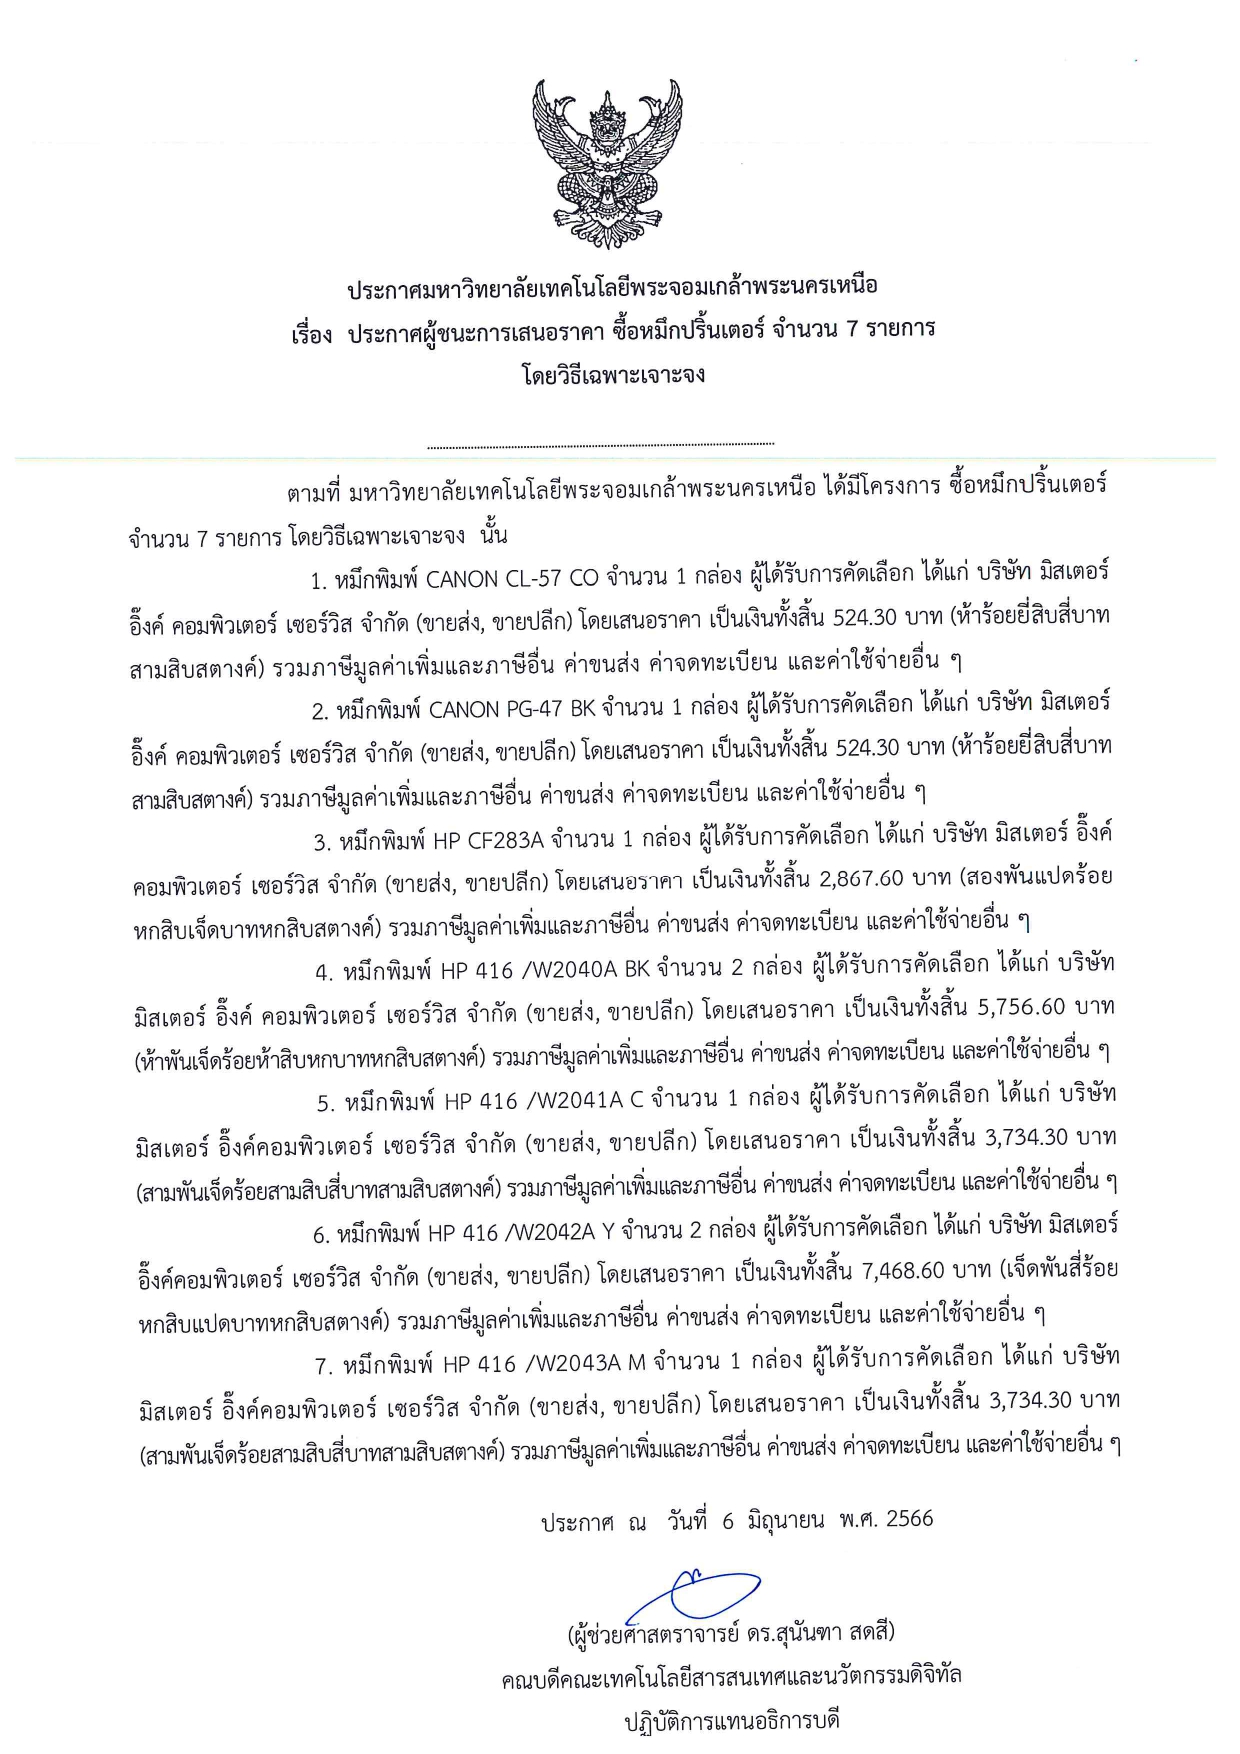 ประกาศมหาวิทยาลัยเทคโนโลยีพระจอมเกล้าพระนครเหนือ
เรื่อง ประกาศผู้ชนะการเสนอราคา ซื้อหมึกปริ้นเตอร์ จำนวน 7 รายการ
โดยวิธีเฉพาะเจาะจง
ตามที่ มหาวิทยาลัยเทคโนโลยีพระจอมเกล้าพระนครเหนือ ได้มีโครงการ ซื้อหมึกปริ้นเตอร์
จำนวน 7 รายการ โดยวิธีเฉพาะเจาะจง นั้น
1. หมึกพิมพ์ CANON CL-57 CO จำนวน 1 กล่อง ผู้ได้รับการคัดเลือก ได้แก่ บริษัท มิสเตอร์
อิ๊งค์ คอมพิวเตอร์ เซอร์วิส จำกัด (ขายส่ง, ขายปลีก) โดยเสนอราคา เป็นเงินทั้งสิ้น 524.30 บาท (ห้าร้อยยี่สิบสี่บาท
สามสิบสตางค์) รวมภาษีมูลค่าเพิ่มและภาษีอื่น ค่าขนส่ง ค่าจดทะเบียน และค่าใช้จ่ายอื่น ๆ
2. หมึกพิมพ์ CANON PG-47 BK จำนวน 1 กล่อง ผู้ได้รับการคัดเลือก ได้แก่ บริษัท มิสเตอร์
อิ๊งค์ คอมพิวเตอร์ เซอร์วิส จำกัด (ขายส่ง, ขายปลีก) โดยเสนอราคา เป็นเงินทั้งสิ้น 524.30 บาท (ห้าร้อยยี่สิบสี่บาท
สามสิบสตางค์) รวมภาษีมูลค่าเพิ่มและภาษีอื่น ค่าขนส่ง ค่าจดทะเบียน และค่าใช้จ่ายอื่น ๆ
3. หมึกพิมพ์ HP CF283A จำนวน 1 กล่อง ผู้ได้รับการคัดเลือก ได้แก่ บริษัท มิสเตอร์ อิ๊งค์
คอมพิวเตอร์ เซอร์วิส จำกัด (ขายส่ง, ขายปลีก) โดยเสนอราคา เป็นเงินทั้งสิ้น 2,867.60 บาท (สองพันแปดร้อย
หกสิบเจ็ดบาทหกสิบสตางค์) รวมภาษีมูลค่าเพิ่มและภาษีอื่น ค่าขนส่ง ค่าจดทะเบียน และค่าใช้จ่ายอื่น ๆ
4. หมึกพิมพ์ HP 416 /W2040A BK จำนวน 2 กล่อง ผู้ได้รับการคัดเลือก ได้แก่ บริษัท
มิสเตอร์ อิ๊งค์ คอมพิวเตอร์ เซอร์วิส จำกัด (ขายส่ง, ขายปลีก) โดยเสนอราคา เป็นเงินทั้งสิ้น 5,756.60 บาท
(ห้าพันเจ็ดร้อยห้าสิบหกบาทหกสิบสตางค์) รวมภาษีมูลค่าเพิ่มและภาษีอื่น ค่าขนส่ง ค่าจดทะเบียน และค่าใช้จ่ายอื่น ๆ
5. หมึกพิมพ์ HP 416 /W2041A C จำนวน 1 กล่อง ผู้ได้รับการคัดเลือก ได้แก่ บริษัท
มิสเตอร์ อิ๊งค์คอมพิวเตอร์ เซอร์วิส จำกัด (ขายส่ง, ขายปลีก) โดยเสนอราคา เป็นเงินทั้งสิ้น 3,734.30 บาท
(สามพันเจ็ดร้อยสามสิบสี่บาทสามสิบสตางค์) รวมภาษีมูลค่าเพิ่มและภาษีอื่น ค่าขนส่ง ค่าจดทะเบียน และค่าใช้จ่ายอื่น ๆ
6. หมึกพิมพ์ HP 416 /W2042A Y จำนวน 2 กล่อง ผู้ได้รับการคัดเลือก ได้แก่ บริษัท มิสเตอร์
อิ๊งค์คอมพิวเตอร์ เซอร์วิส จำกัด (ขายส่ง, ขายปลีก) โดยเสนอราคา เป็นเงินทั้งสิ้น 7,468.60 บาท (เจ็ดพันสี่ร้อย
หกสิบแปดบาทหกสิบสตางค์) รวมภาษีมูลค่าเพิ่มและภาษีอื่น ค่าขนส่ง ค่าจดทะเบียน และค่าใช้จ่ายอื่น ๆ
7. หมึกพิมพ์ HP 416 /W2043A M จำนวน 1 กล่อง ผู้ได้รับการคัดเลือก ได้แก่ บริษัท
มิสเตอร์ อิ๊งค์คอมพิวเตอร์ เซอร์วิส จำกัด (ขายส่ง, ขายปลีก) โดยเสนอราคา เป็นเงินทั้งสิ้น 3,734.30 บาท
(สามพันเจ็ดร้อยสามสิบสี่บาทสามสิบสตางค์) รวมภาษีมูลค่าเพิ่มและภาษีอื่น ค่าขนส่ง ค่าจดทะเบียน และค่าใช้จ่ายอื่น ๆ
ประกาศ ณ วันที่ 6 มิถุนายน พ.ศ. 2566
(ผู้ช่วยศาสตราจารย์ ดร.สุนันฑา สดสี)
คณบดีคณะเทคโนโลยีสารสนเทศและนวัตกรรมดิจิทัล
ปฏิบัติการแทนอธิการบดี